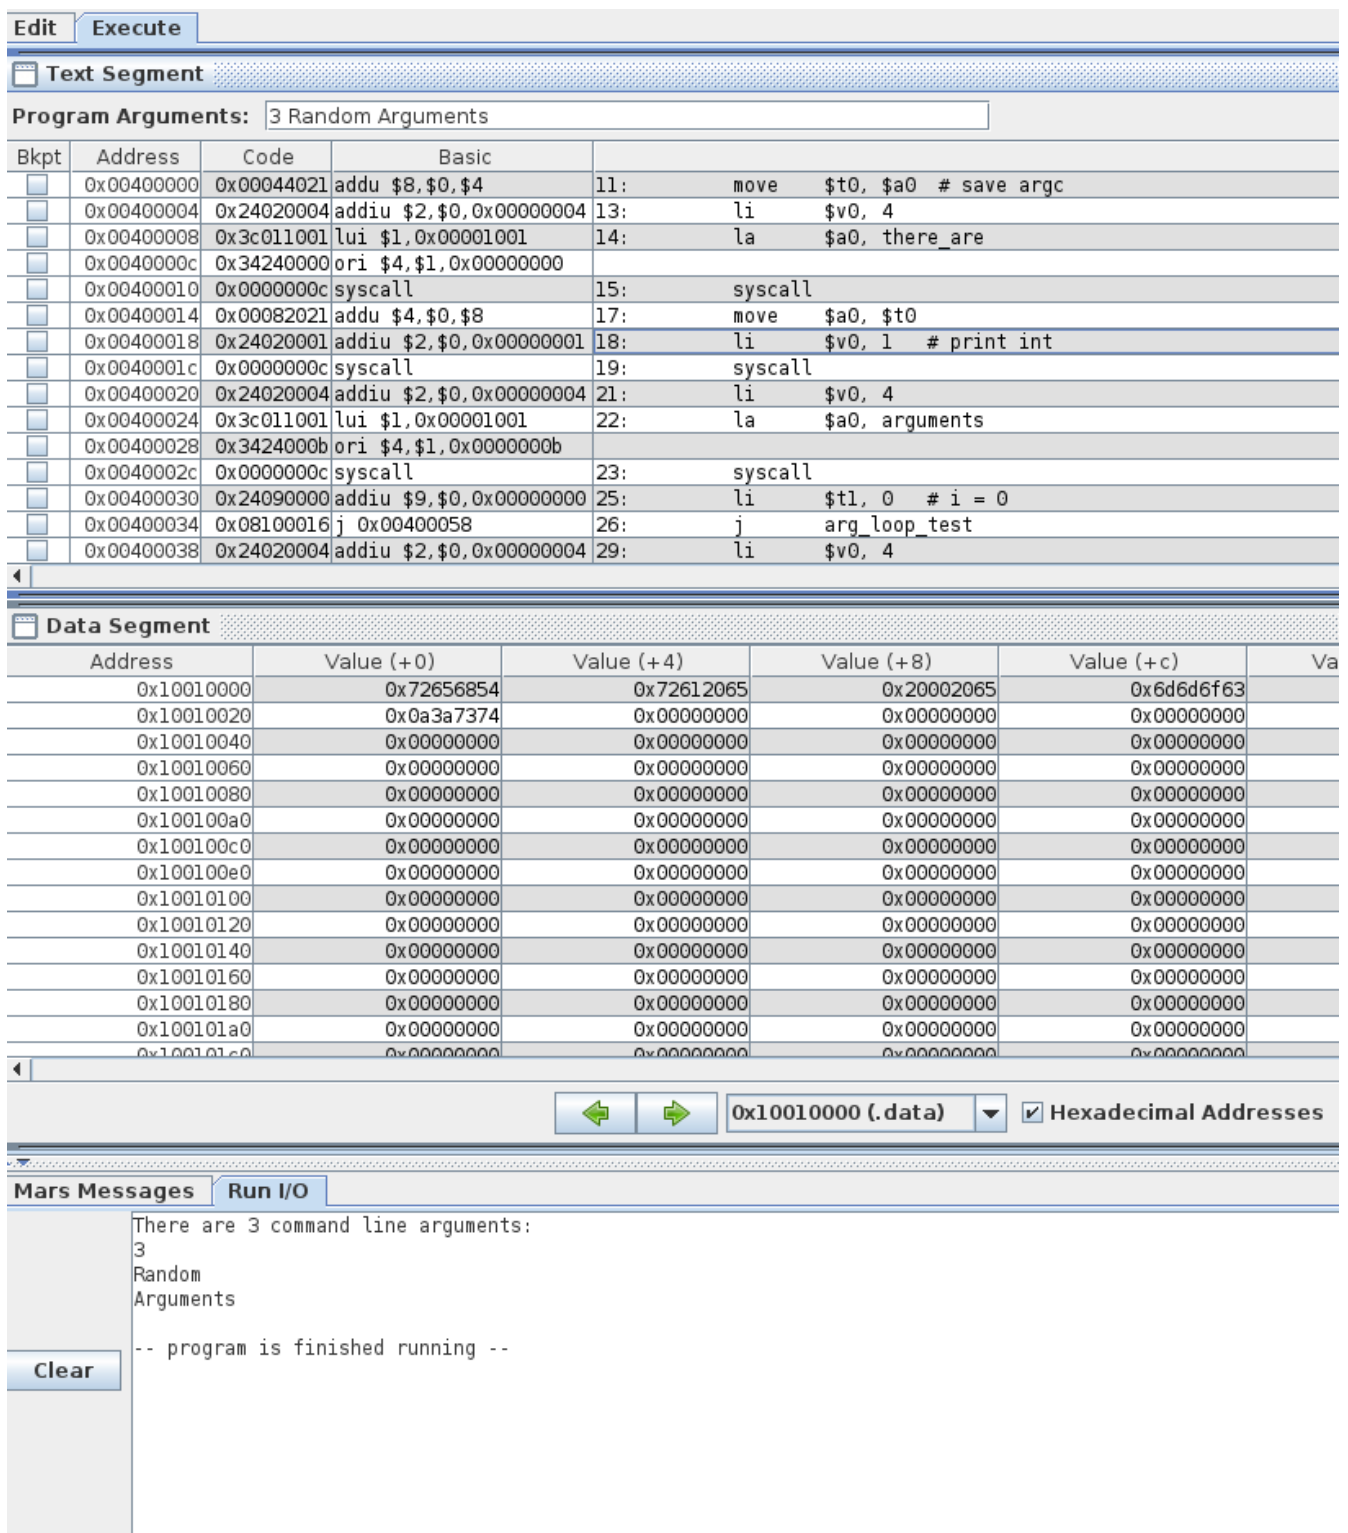 Edit Execute
Text Segment
Program Arguments: 3 Random Arguments
Bkpt Address Code Basic
0x00400000 0x00044021 addu $8,$0,$4 11: move $t0, $a0 # save argc
0x00400004 0x24020004 addiu $2,$0,0x00000004 13: li $v0, 4
0x00400008 0x3c011001 lui $1,0x00001001 14: la $a0, there_are
0x0040000c 0x34240000 ori $4,$1,0x00000000
0x00400010 0x0000000c syscall 15: syscall
0x00400014 0x00082021 addu $4,$0,$8 17: move $a0, $t0
0x00400018 0x24020001 addiu $2,$0,0x00000001 18: li $v0, 1 # print int
0x0040001c 0x0000000c syscall 19: syscall
0x00400020 0x24020004 addiu $2,$0,0x00000004 21: li $v0, 4
0x00400024 0x3c011001 lui $1,0x00001001 22: la $a0, arguments
0x00400028 0x3424000b ori $4,$1,0x0000000b
0x0040002c 0x0000000c syscall 23: syscall
0x00400030 0x24090000 addiu $9,$0,0x00000000 25: li $t1, 0 # i = 0
0x00400034 0x08100016 j 0x00400058 26: j arg_loop_test
0x00400038 0x24020004 addiu $2,$0,0x00000004 29: li $v0, 4
Data Segment
Address Value (+0) Value (+4) Value (+8) Value (+c) Va
0x10010000 0x72656854 0x72612065 0x20002065 0x6d6d6f63
0x10010020 0x0a3a7374 0x00000000 0x00000000 0x00000000
0x10010040 0x00000000 0x00000000 0x00000000 0x00000000
0x10010060 0x00000000 0x00000000 0x00000000 0x00000000
0x10010080 0x00000000 0x00000000 0x00000000 0x00000000
0x100100a0 0x00000000 0x00000000 0x00000000 0x00000000
0x100100c0 0x00000000 0x00000000 0x00000000 0x00000000
0x100100e0 0x00000000 0x00000000 0x00000000 0x00000000
0x10010100 0x00000000 0x00000000 0x00000000 0x00000000
0x10010120 0x00000000 0x00000000 0x00000000 0x00000000
0x10010140 0x00000000 0x00000000 0x00000000 0x00000000
0x10010160 0x00000000 0x00000000 0x00000000 0x00000000
0x10010180 0x00000000 0x00000000 0x00000000 0x00000000
0x100101a0 0x00000000 0x00000000 0x00000000 0x00000000
0x100101c0 0x00000000 0x00000000 0x00000000 0x00000000
0x10010000 (.data) Hexadecimal Addresses
Mars Messages Run I/O
There are 3 command line arguments:
3
Random
Arguments
-- program is finished running --
Clear